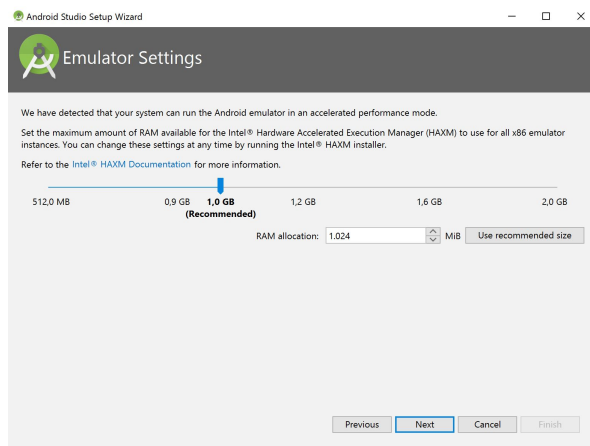 Android Studio Setup Wizard
Emulator Settings
We have detected that your system can run the Android emulator in an accelerated performance mode.
Set the maximum amount of RAM available for the Intel® Hardware Accelerated Execution Manager (HAXM) to use for all x86 emulator
instances. You can change these settings at any time by running the Intel® HAXM installer.
Refer to the Intel® HAXM Documentation for more information.
512,0 MB 0,9 GB 1,0 GB 1,2 GB 1,6 GB 2,0 GB
(Recommended)
RAM allocation: 1.024 MiB Use recommended size
Previous Next Cancel Finish